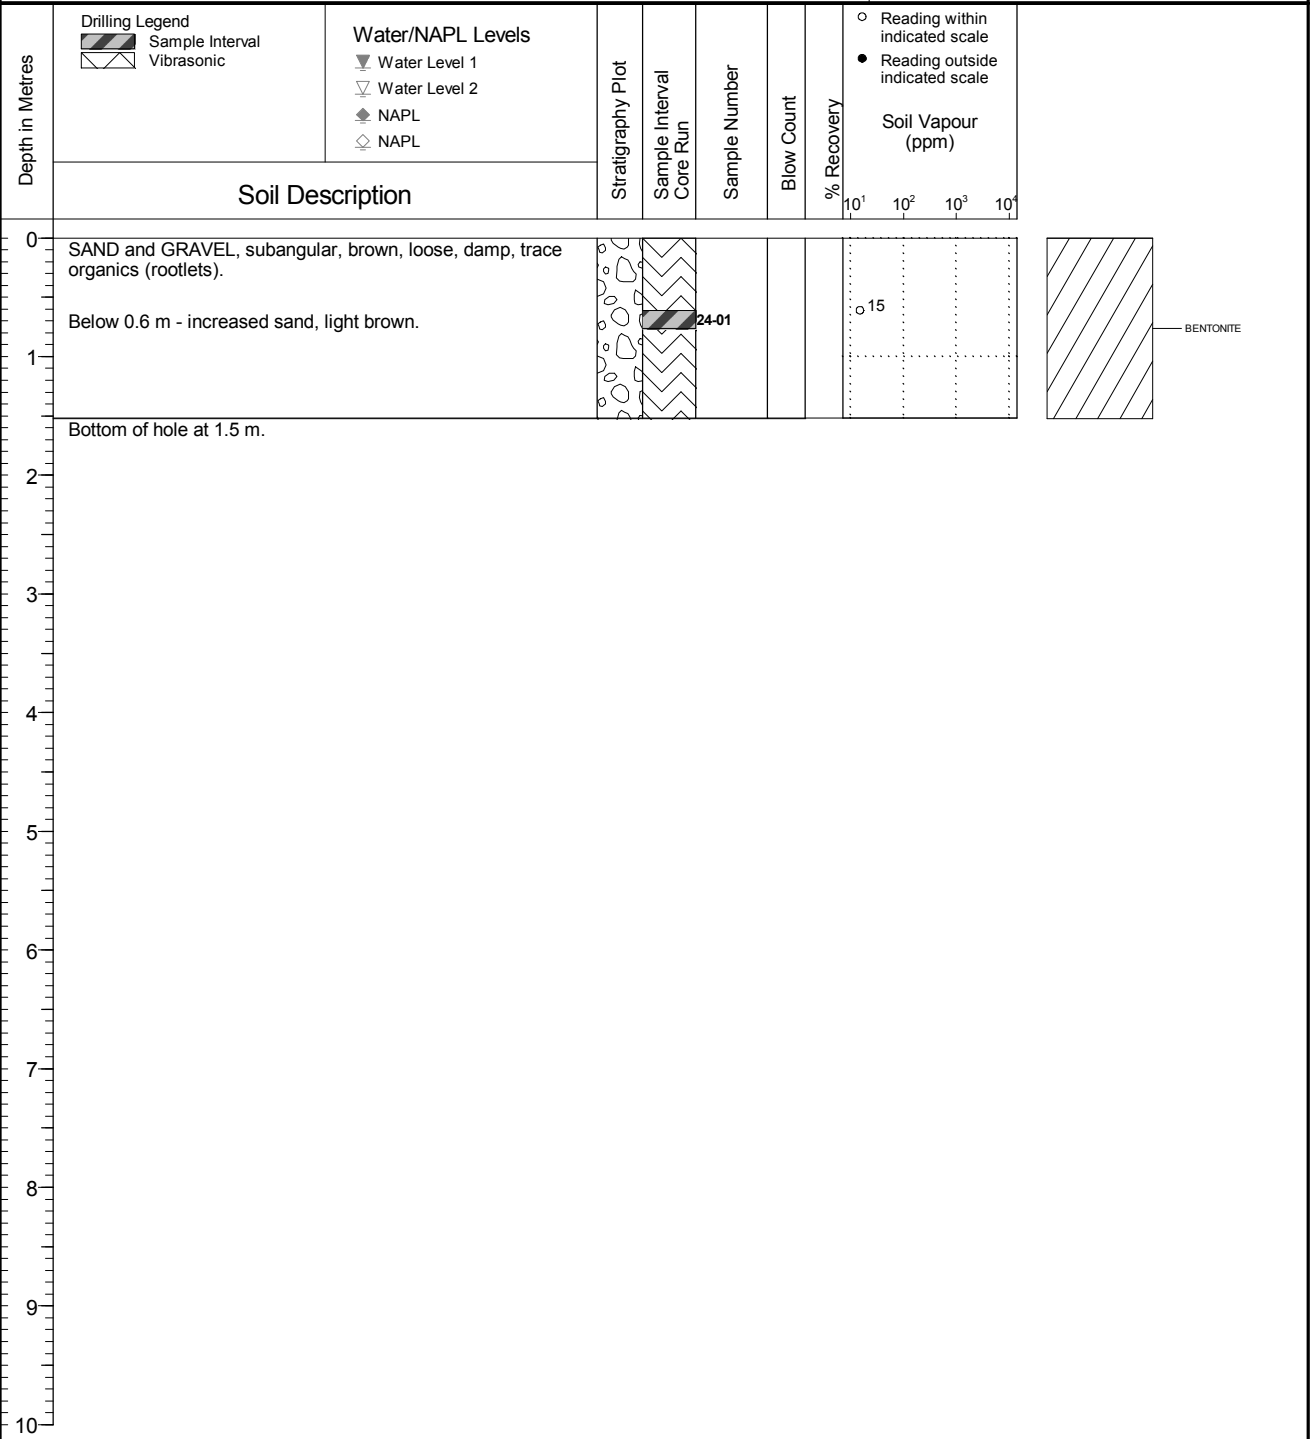 Depth in Metres
Drilling Legend
Sample Interval
Vibrasonic
Water/NAPL Levels
Water Level 1
Water Level 2
NAPL
NAPL
Soil Description
Stratigraphy Plot
Sample Interval
Core Run
Sample Number
Blow Count
% Recovery
Reading within
indicated scale
Reading outside
indicated scale
Soil Vapour
(ppm)
10¹ 10² 10³ 10⁴
0
SAND and GRAVEL, subangular, brown, loose, damp, trace
organics (rootlets).
Below 0.6 m - increased sand, light brown.
24-01
15
BENTONITE
1
Bottom of hole at 1.5 m.
2
3
4
5
6
7
8
9
10